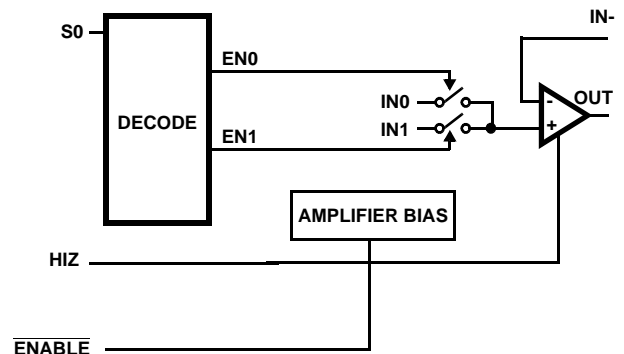 IN-
S0
EN0
IN0
OUT
-
DECODE
IN1
+
EN1
AMPLIFIER BIAS
HIZ
ENABLE